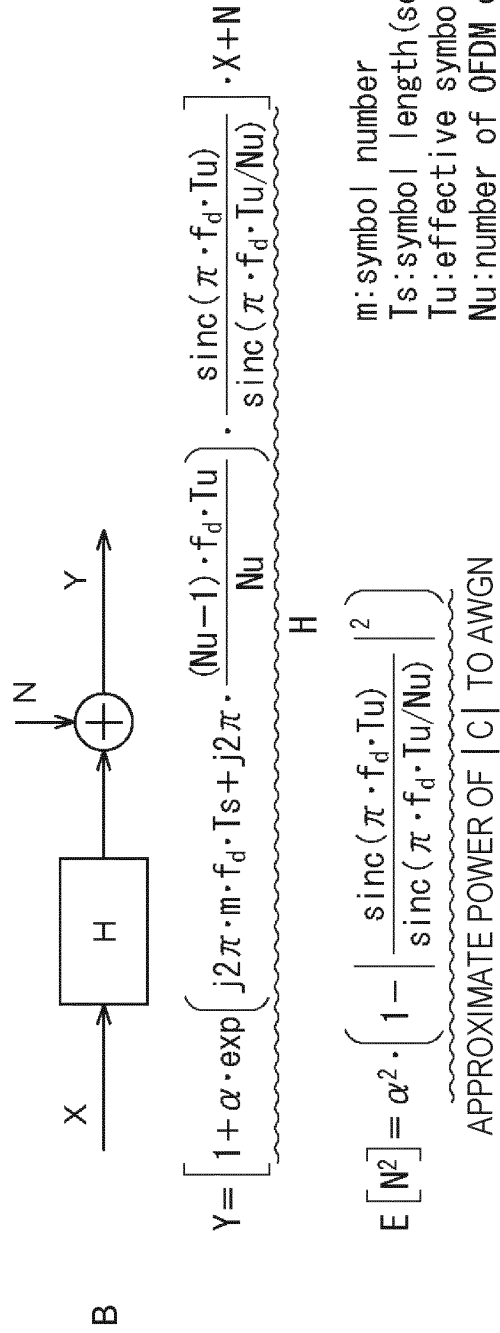 B
X
H
N
Y
Y=[1+α·exp(j2π·m·f_d·Ts+j2π·(Nu-1)·f_d·Tu/Nu)·sinc(π·f_d·Tu)/sinc(π·f_d·Tu/Nu)]·X+N
H
E[N²]=α²·(1-|sinc(π·f_d·Tu)/sinc(π·f_d·Tu/Nu)|²)
APPROXIMATE POWER OF |C| TO AWGN
m:symbol number
Ts:symbol length(se
Tu:effective symbo
Nu:number of OFDM